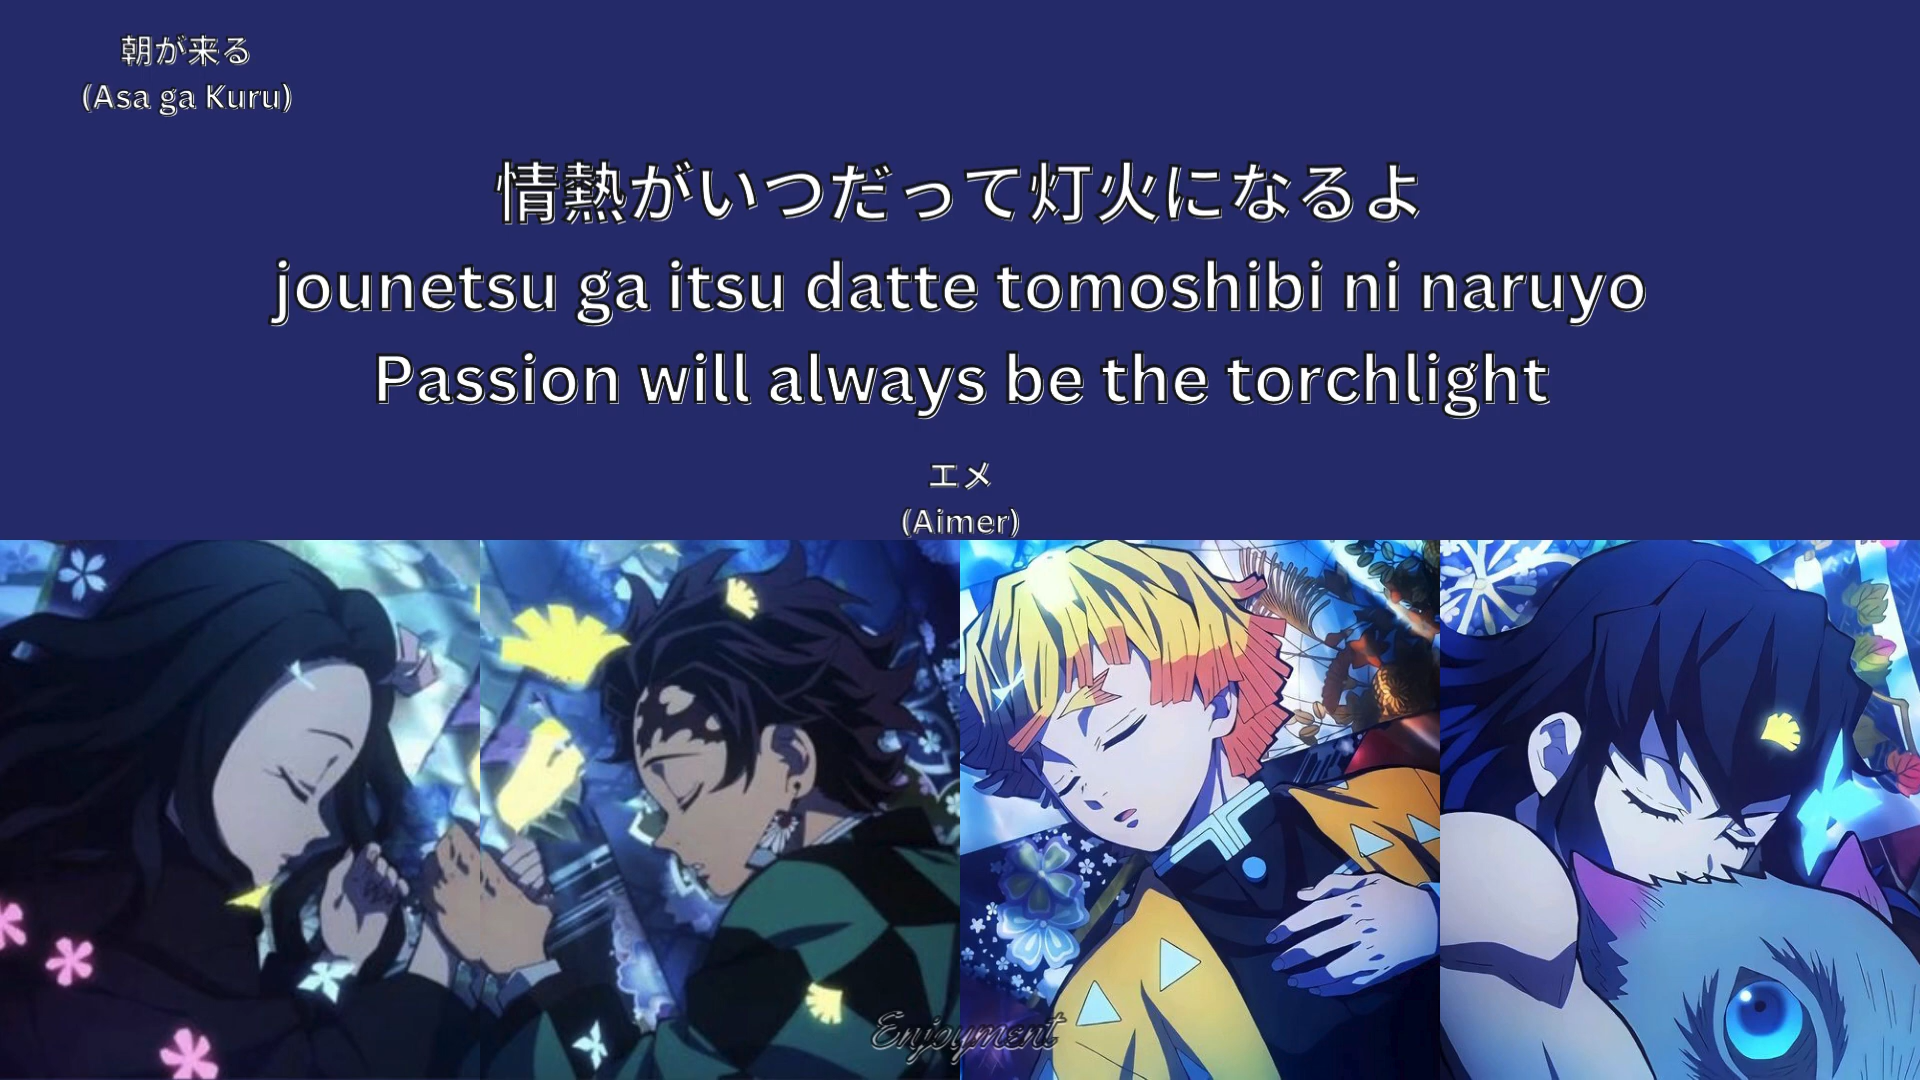 朝が来る
(Asa ga Kuru)
情熱がいつだって灯火になるよ
jounetsu ga itsu datte tomoshibi ni naruyo
Passion will always be the torchlight
エメ
(Aimer)
Enjoyment